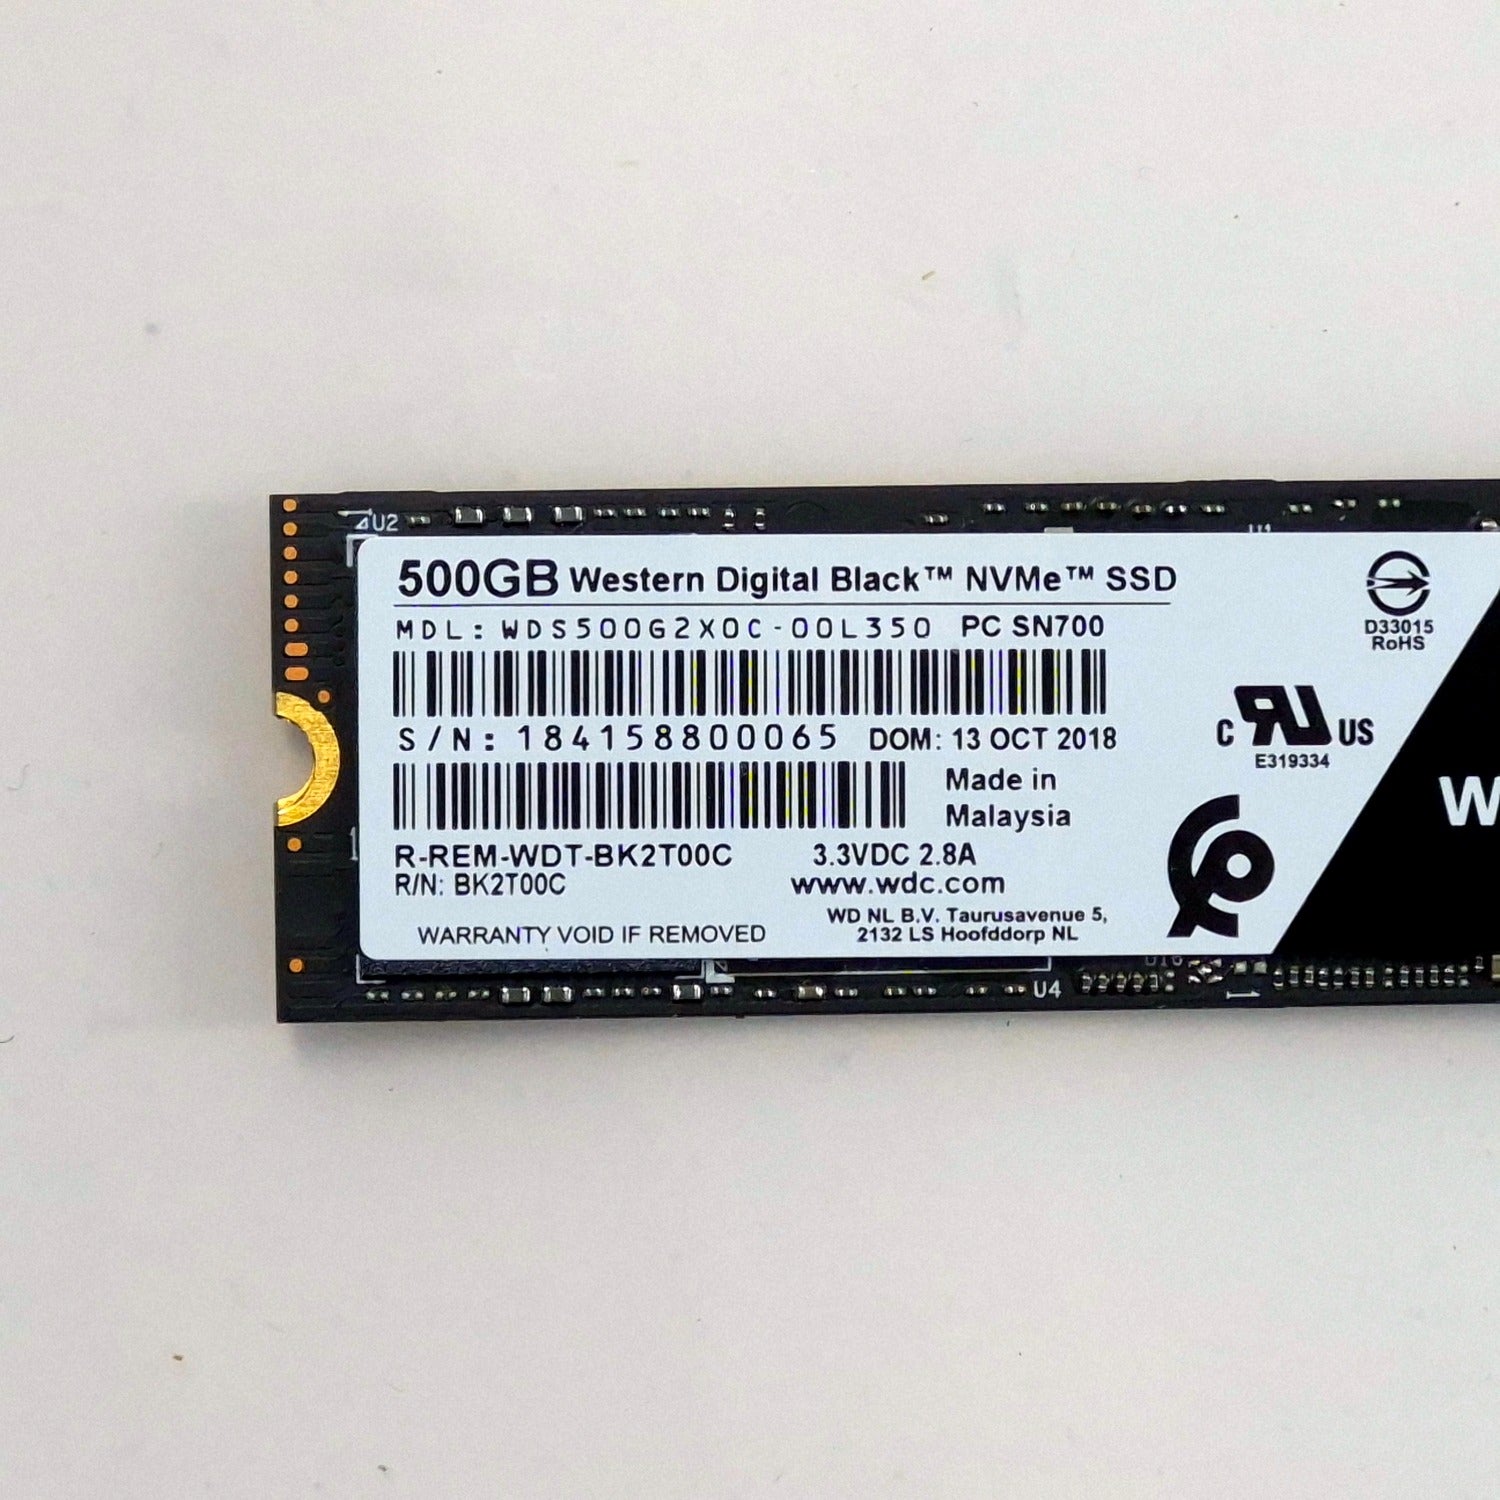 U2
U1
500GB Western Digital Black™ NVMe™ SSD
MDL: WDS500G2X0C-00L350 PC SN700
D33015
RoHS
S/N: 184158800065 DOM: 13 OCT 2018
C RU US
E319334
Made in
Malaysia
W
R-REM-WDT-BK2T00C 3.3VDC 2.8A
R/N: BK2T00C www.wdc.com
WD NL B.V. Taurusavenue 5,
2132 LS Hoofddorp NL
WARRANTY VOID IF REMOVED
U4